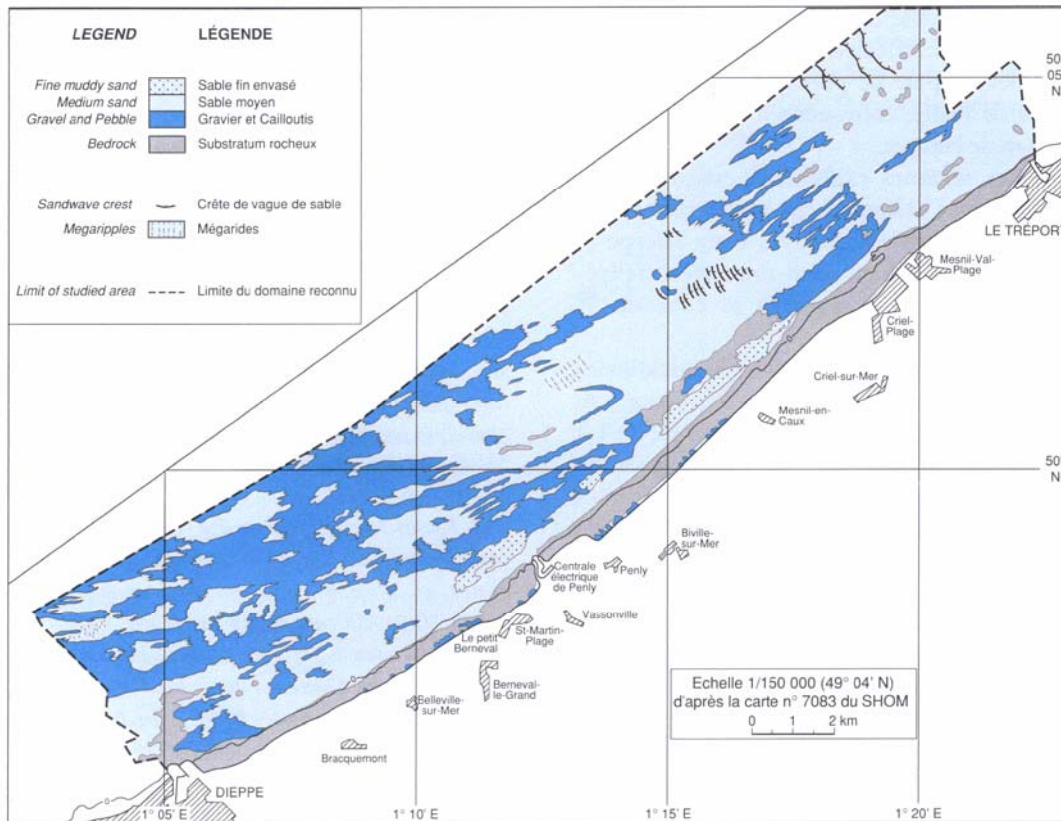 LEGEND LÉGENDE
Fine muddy sand Sable fin envasé
Medium sand Sable moyen
Gravel and Pebble Gravier et Cailloutis
Bedrock Substratum rocheux
Sandwave crest Crête de vague de sable
Megaripples Mégarides
Limit of studied area Limite du domaine reconnu
50°
05'
N
LE TRÉPORT
Mesnil-Val-
Plage
Criel-
Plage
Criel-sur-Mer
Mesnil-en-
Caux
50°
N
Biville-
sur-Mer
Penly
Centrale
électrique
de Penly
Vassonville
St-Martin-
Plage
Le petit
Berneval
Berneval-
le-Grand
Belleville-
sur-Mer
Bracquemont
DIEPPE
Echelle 1/150 000 (49° 04' N)
d'après la carte n° 7083 du SHOM
0 1 2 km
1° 05' E
1° 10' E
1° 15' E
1° 20' E